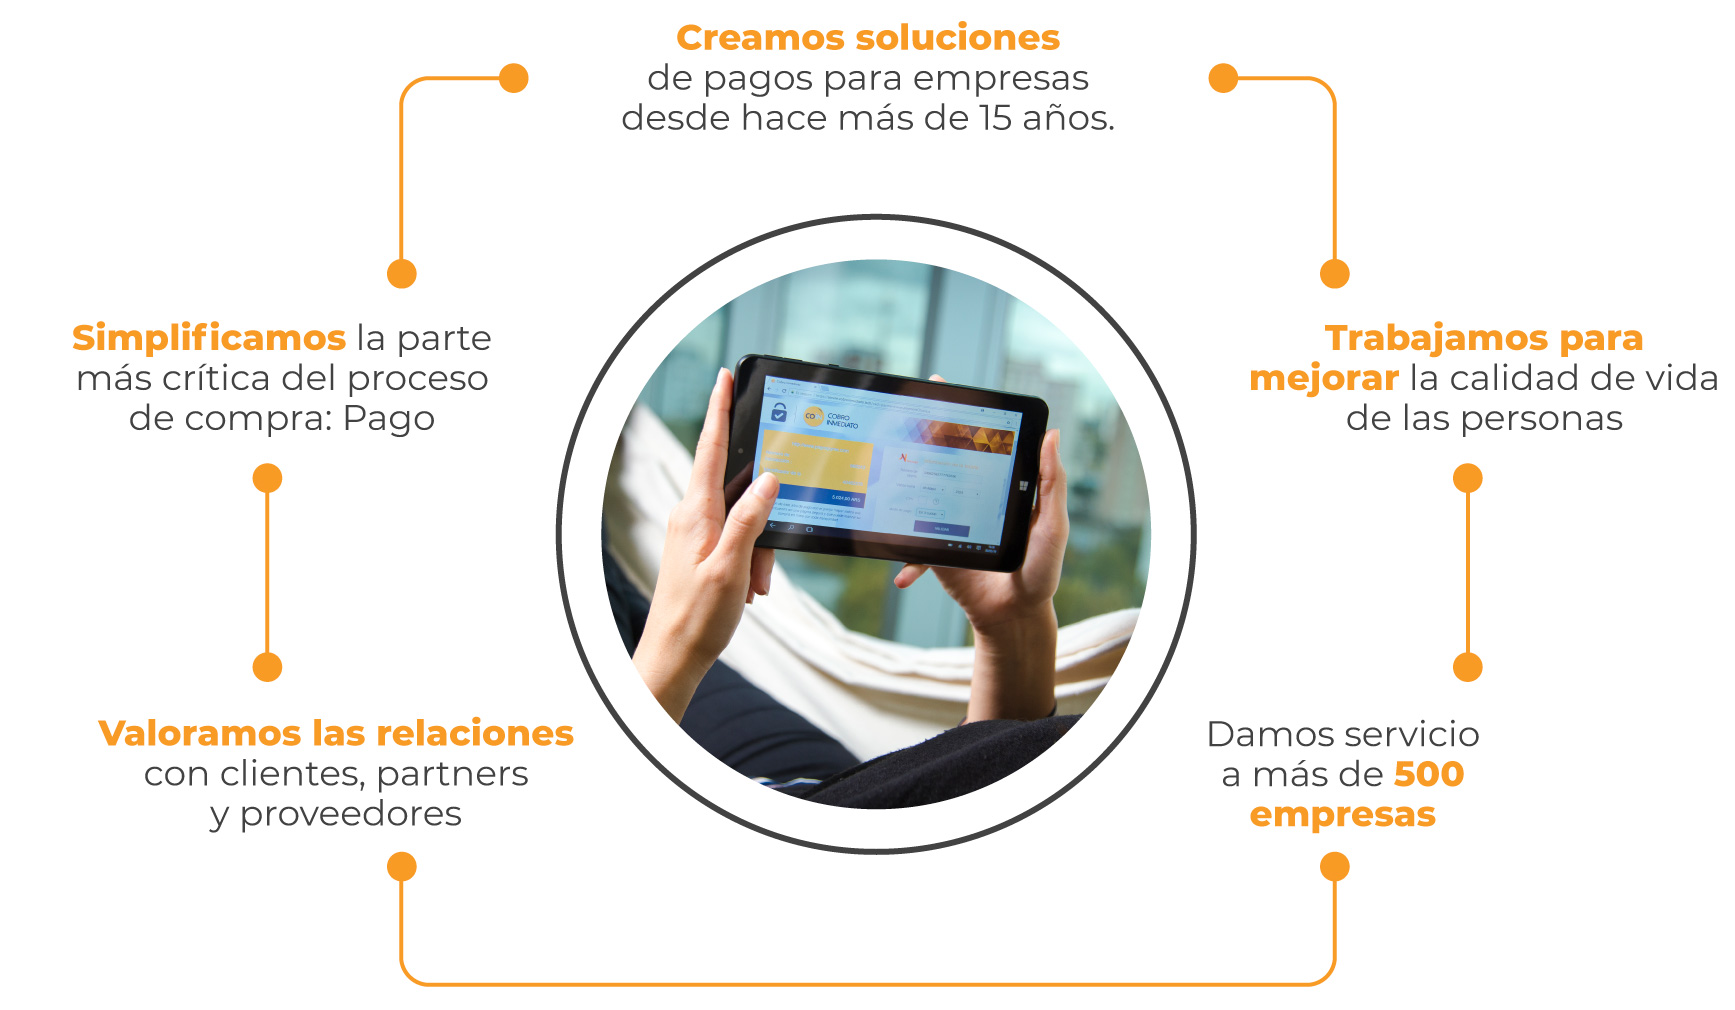 Creamos soluciones
de pagos para empresas
desde hace más de 15 años.
Simplificamos la parte
más crítica del proceso
de compra: Pago
Trabajamos para
mejorar la calidad de vida
de las personas
COBRO
INMEDIATO
Valoramos las relaciones
con clientes, partners
y proveedores
Damos servicio
a más de 500
empresas